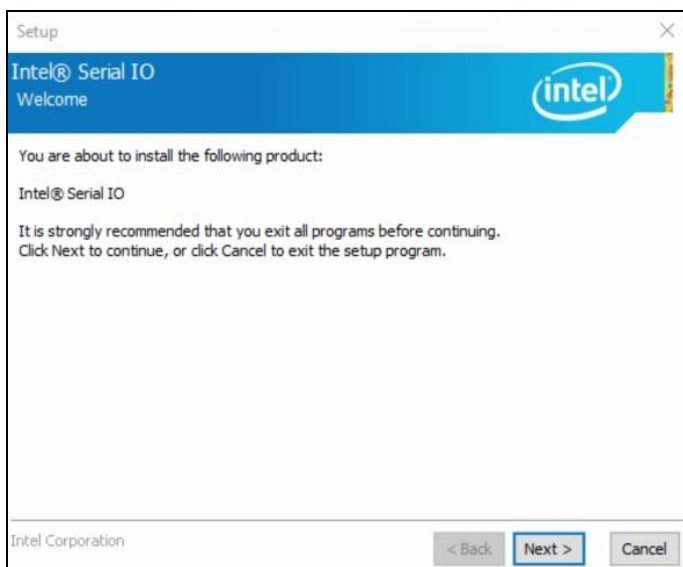 Setup
Intel® Serial IO
Welcome
intel
You are about to install the following product:
Intel® Serial IO
It is strongly recommended that you exit all programs before continuing.
Click Next to continue, or click Cancel to exit the setup program.
Intel Corporation
< Back Next > Cancel